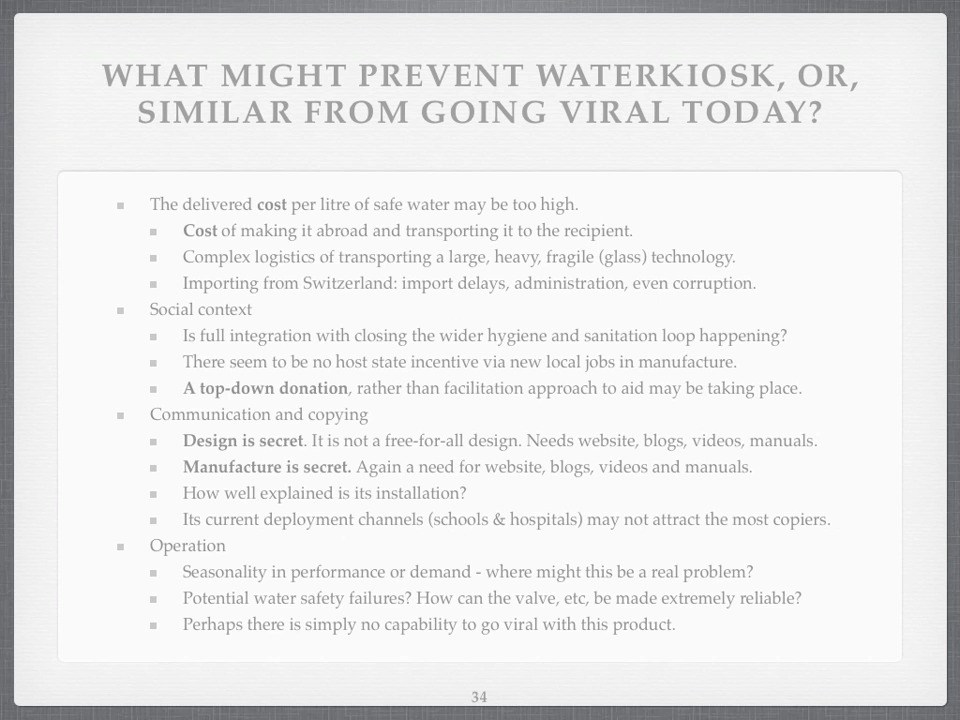 WHAT MIGHT PREVENT WATERKIOSK, OR,
SIMILAR FROM GOING VIRAL TODAY?
The delivered cost per litre of safe water may be too high.
Cost of making it abroad and transporting it to the recipient.
Complex logistics of transporting a large, heavy, fragile (glass) technology.
Importing from Switzerland: import delays, administration, even corruption.
Social context
Is full integration with closing the wider hygiene and sanitation loop happening?
There seem to be no host state incentive via new local jobs in manufacture.
A top-down donation, rather than facilitation approach to aid may be taking place.
Communication and copying
Design is secret. It is not a free-for-all design. Needs website, blogs, videos, manuals.
Manufacture is secret. Again a need for website, blogs, videos and manuals.
How well explained is its installation?
Its current deployment channels (schools & hospitals) may not attract the most copiers.
Operation
Seasonality in performance or demand - where might this be a real problem?
Potential water safety failures? How can the valve, etc, be made extremely reliable?
Perhaps there is simply no capability to go viral with this product.
34